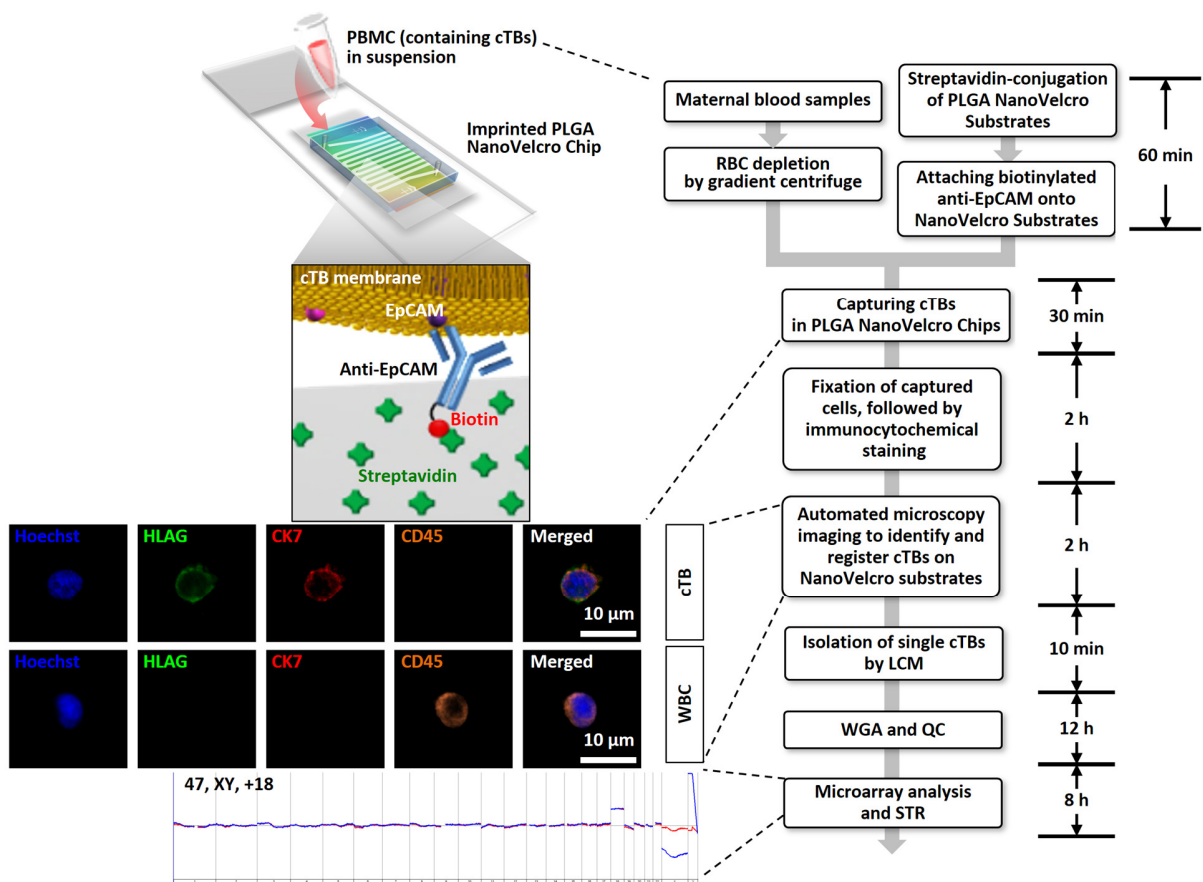 PBMC (containing cTBs)
in suspension
Imprinted PLGA
NanoVelcro Chip
cTB membrane
EpCAM
Anti-EpCAM
Biotin
Streptavidin
Maternal blood samples
RBC depletion
by gradient centrifuge
Streptavidin-conjugation
of PLGA NanoVelcro
Substrates
Attaching biotinylated
anti-EpCAM onto
NanoVelcro Substrates
60 min
Capturing cTBs
in PLGA NanoVelcro Chips
30 min
Fixation of captured
cells, followed by
immunocytochemical
staining
2 h
Automated microscopy
imaging to identify and
register cTBs on
NanoVelcro substrates
2 h
Isolation of single cTBs
by LCM
10 min
WGA and QC
12 h
Microarray analysis
and STR
8 h
Hoechst HLAG CK7 CD45 Merged
10 μm
cTB
Hoechst HLAG CK7 CD45 Merged
10 μm
WBC
47, XY, +18